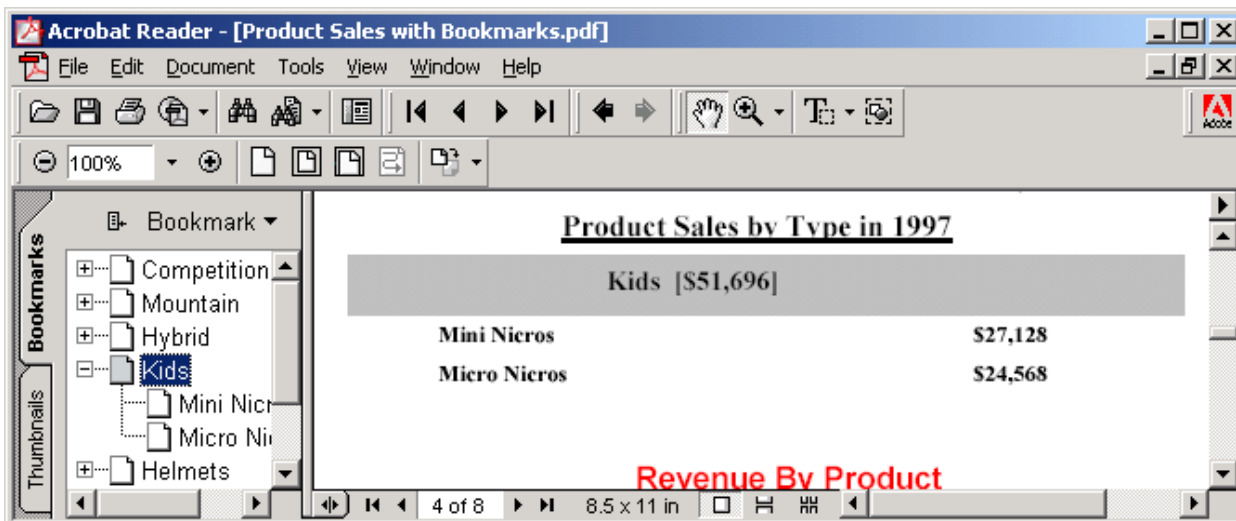 Acrobat Reader - [Product Sales with Bookmarks.pdf]
File Edit Document Tools View Window Help
Adobe
100%
Bookmarks
Thumbnails
Bookmark
Competition
Mountain
Hybrid
Kids
Mini Nicr
Micro Ni
Helmets
Product Sales by Type in 1997
Kids [$51,696]
Mini Nicros $27,128
Micro Nicros $24,568
Revenue By Product
4 of 8 8.5 x 11 in